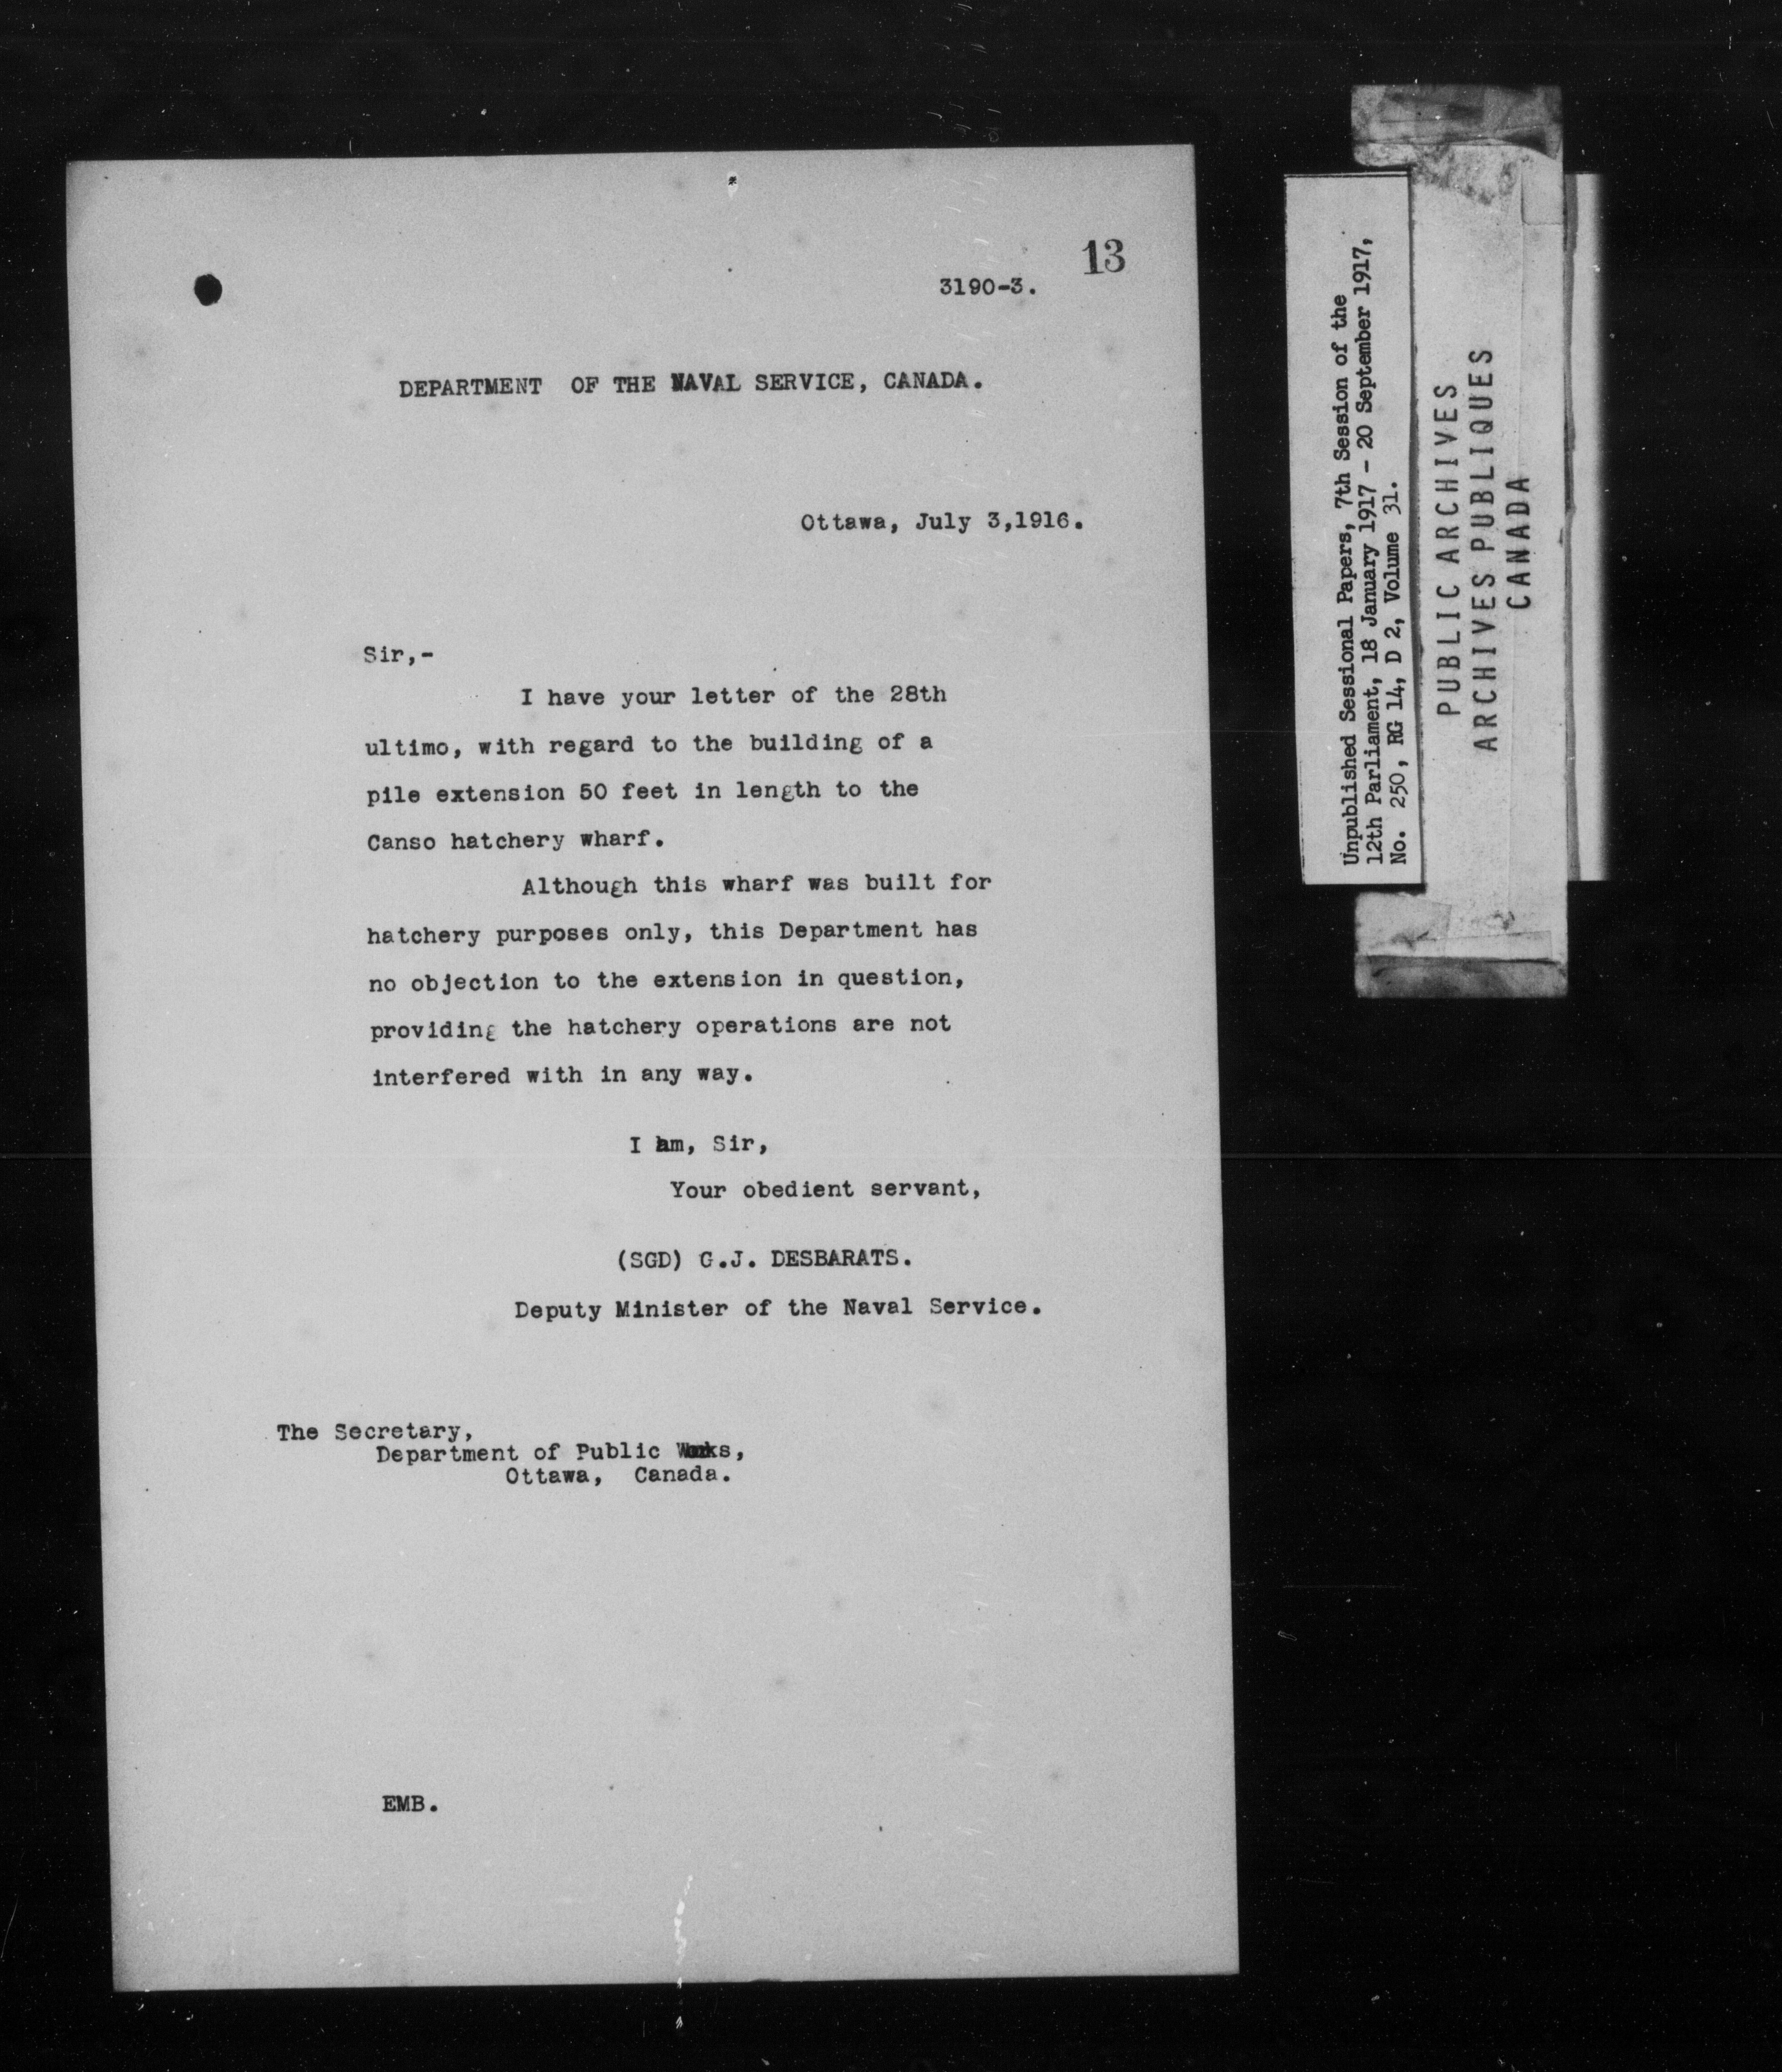 13
3190-3.
DEPARTMENT OF THE NAVAL SERVICE, CANADA.
Ottawa, July 3,1916.
Sir,-
I have your letter of the 28th
ultimo, with regard to the building of a
pile extension 50 feet in length to the
Canso hatchery wharf.
Although this wharf was built for
hatchery purposes only, this Department has
no objection to the extension in question,
providing the hatchery operations are not
interfered with in any way.
I am, Sir,
Your obedient servant,
(SGD) G.J. DESBARATS.
Deputy Minister of the Naval Service.
The Secretary,
Department of Public Works,
Ottawa, Canada.
EMB.
Unpublished Sessional Papers, 7th Session of the
12th Parliament, 18 January 1917 - 20 September 1917,
No. 250, RG 14, D 2, Volume 31.
PUBLIC ARCHIVES
ARCHIVES PUBLIQUES
CANADA